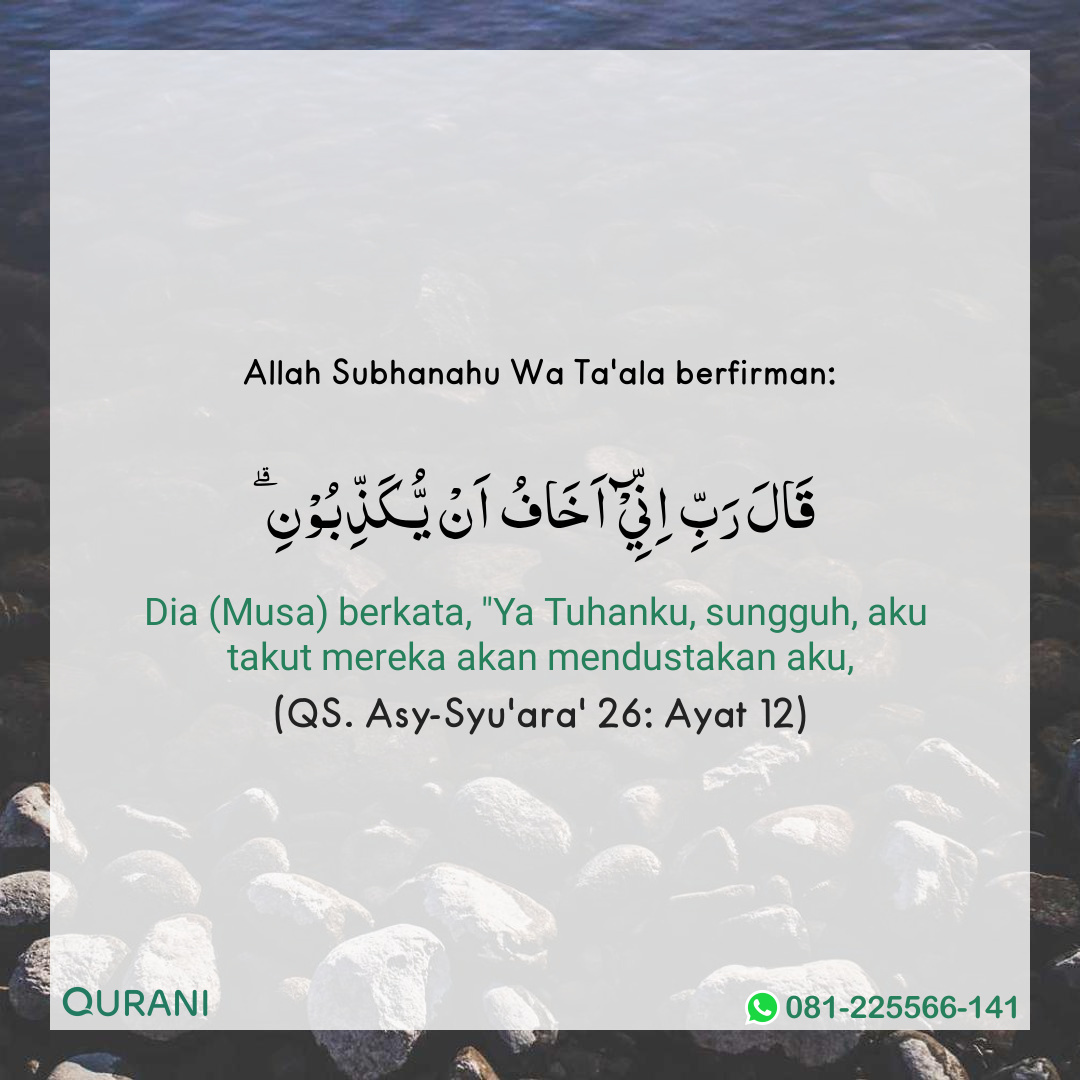 Allah Subhanahu Wa Ta'ala berfirman:
قَالَ رَبِّ اِنِّيْٓ اَخَافُ اَنْ يُّكَذِّبُوْنِ ۗ
Dia (Musa) berkata, "Ya Tuhanku, sungguh, aku
takut mereka akan mendustakan aku,
(QS. Asy-Syu'ara' 26: Ayat 12)
QURANI
081-225566-141